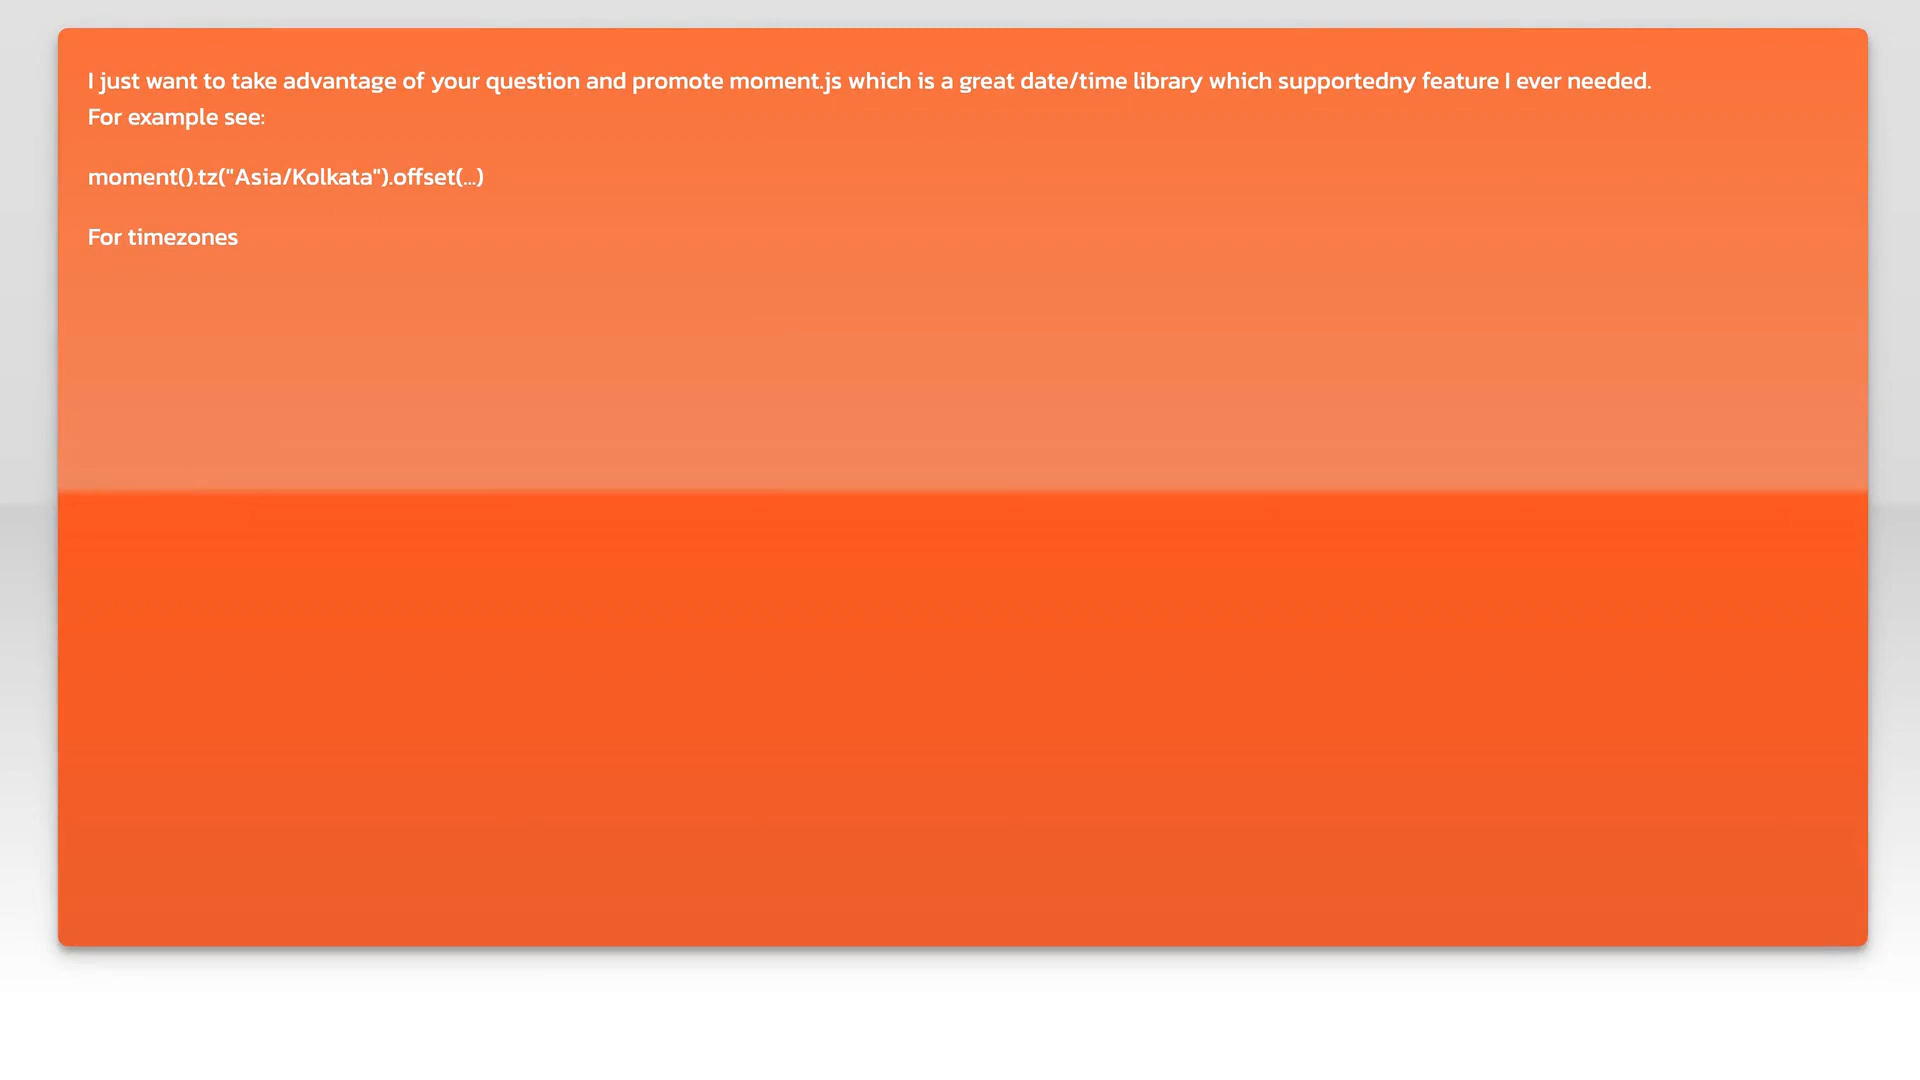 I just want to take advantage of your question and promote moment.js which is a great date/time library which supportedny feature I ever needed.
For example see:
moment().tz("Asia/Kolkata").offset(...)
For timezones